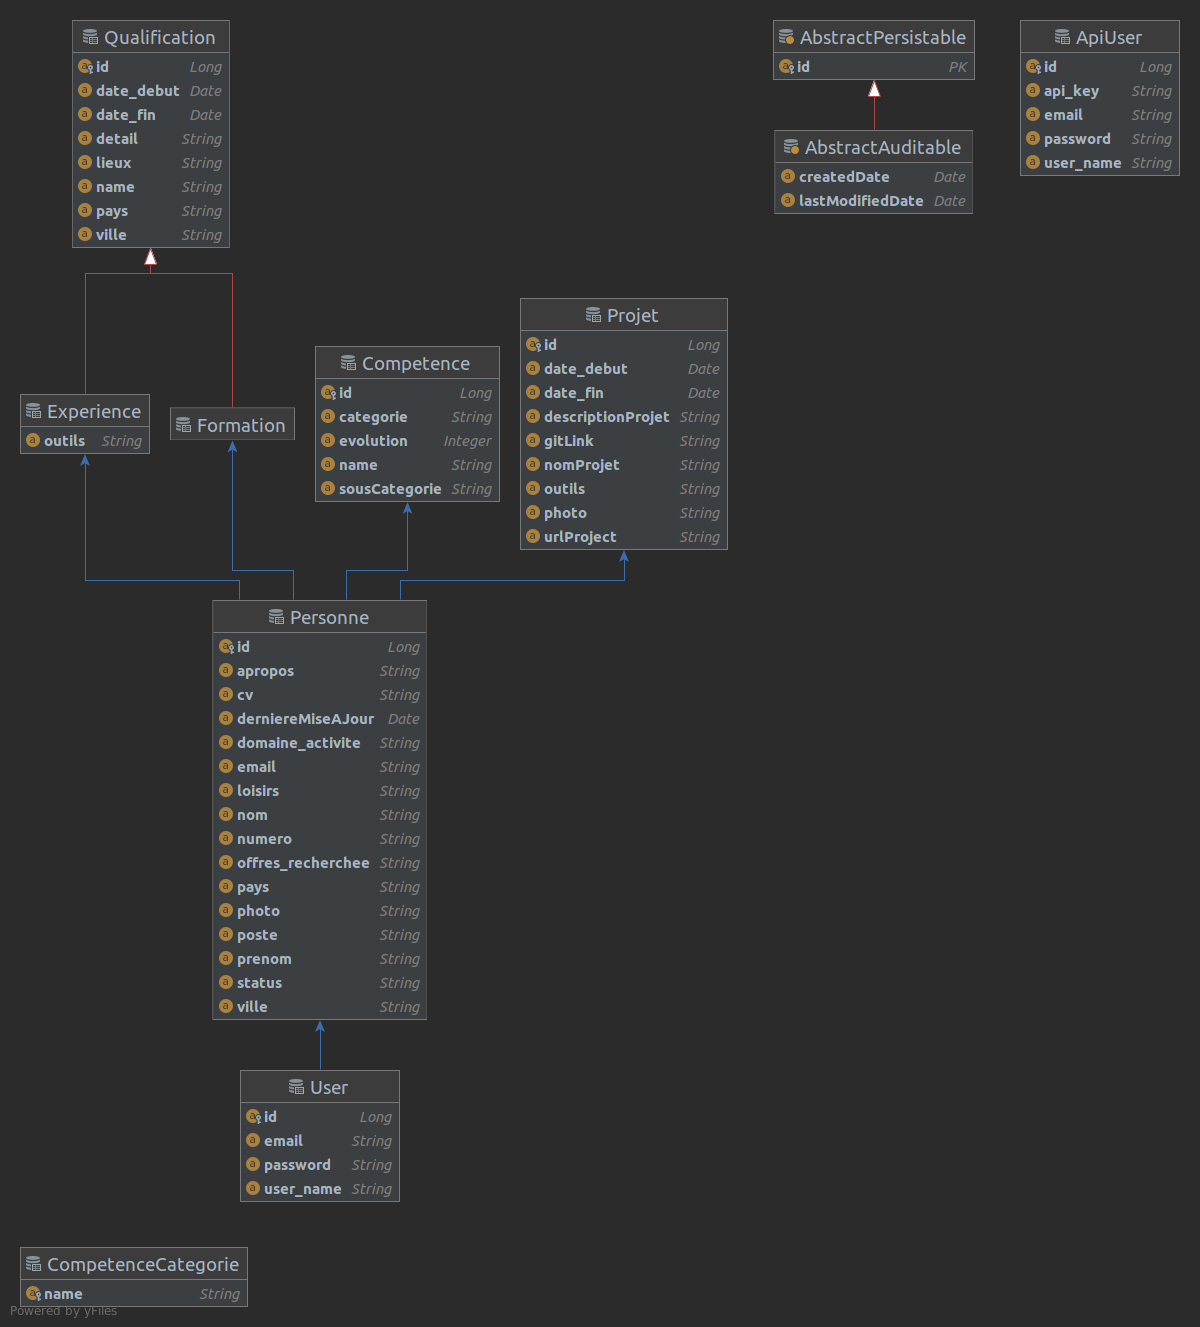 Qualification
id Long
date_debut Date
date_fin Date
detail String
lieux String
name String
pays String
ville String
AbstractPersistable
id PK
AbstractAuditable
createdDate Date
lastModifiedDate Date
ApiUser
id Long
api_key String
email String
password String
user_name String
Experience
outils String
Formation
Competence
id Long
categorie String
evolution Integer
name String
sousCategorie String
Projet
id Long
date_debut Date
date_fin Date
descriptionProjet String
gitLink String
nomProjet String
outils String
photo String
urlProject String
Personne
id Long
apropos String
cv String
derniereMiseAJour Date
domaine_activite String
email String
loisirs String
nom String
numero String
offres_recherchee String
pays String
photo String
poste String
prenom String
status String
ville String
User
id Long
email String
password String
user_name String
CompetenceCategorie
name String
Powered by yFiles